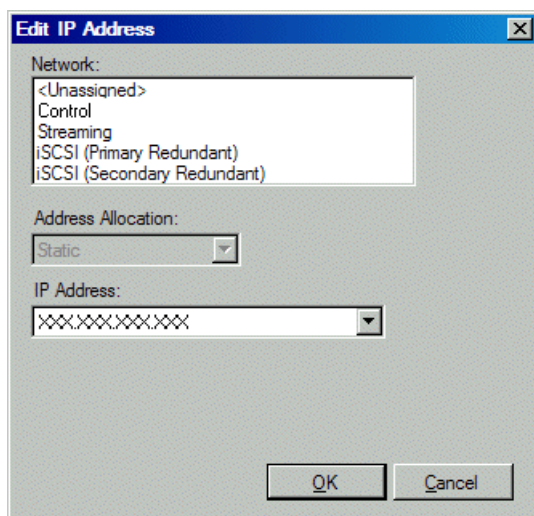 Edit IP Address
Network:
<Unassigned>
Control
Streaming
iSCSI (Primary Redundant)
iSCSI (Secondary Redundant)
Address Allocation:
Static
IP Address:
XXX.XXX.XXX.XXX
OK
Cancel